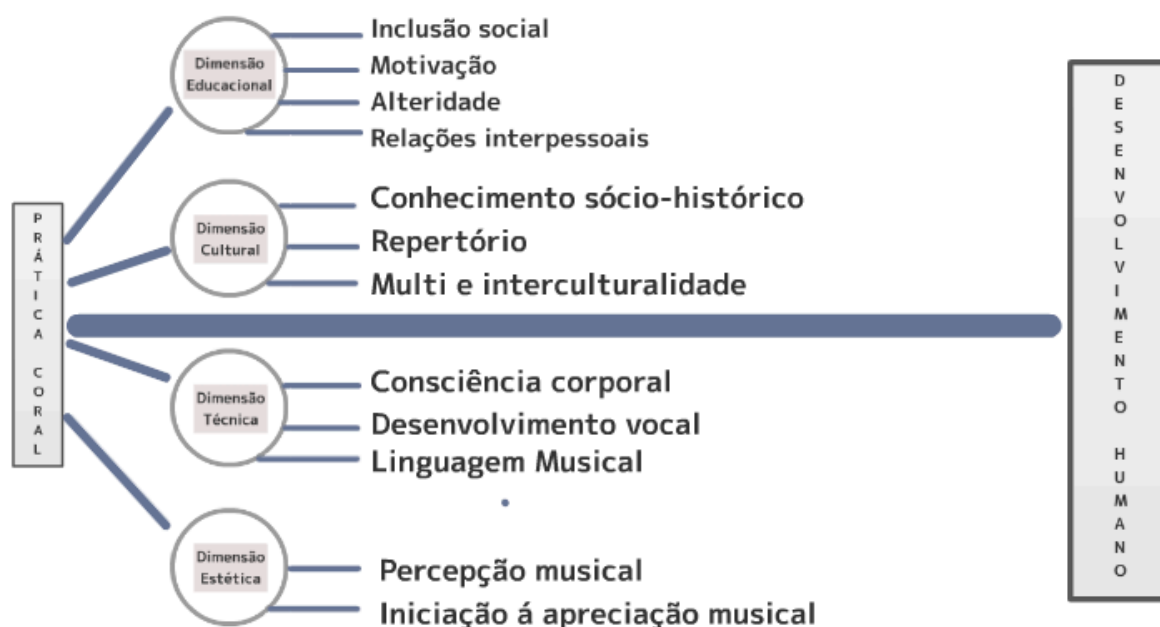 PRÁTICA CORAL
Dimensão
Educacional
Inclusão social
Motivação
Alteridade
Relações interpessoais
Dimensão
Cultural
Conhecimento sócio-histórico
Repertório
Multi e interculturalidade
Dimensão
Técnica
Consciência corporal
Desenvolvimento vocal
Linguagem Musical
Dimensão
Estética
Percepção musical
Iniciação á apreciação musical
DESENVOLVIMENTO HUMANO